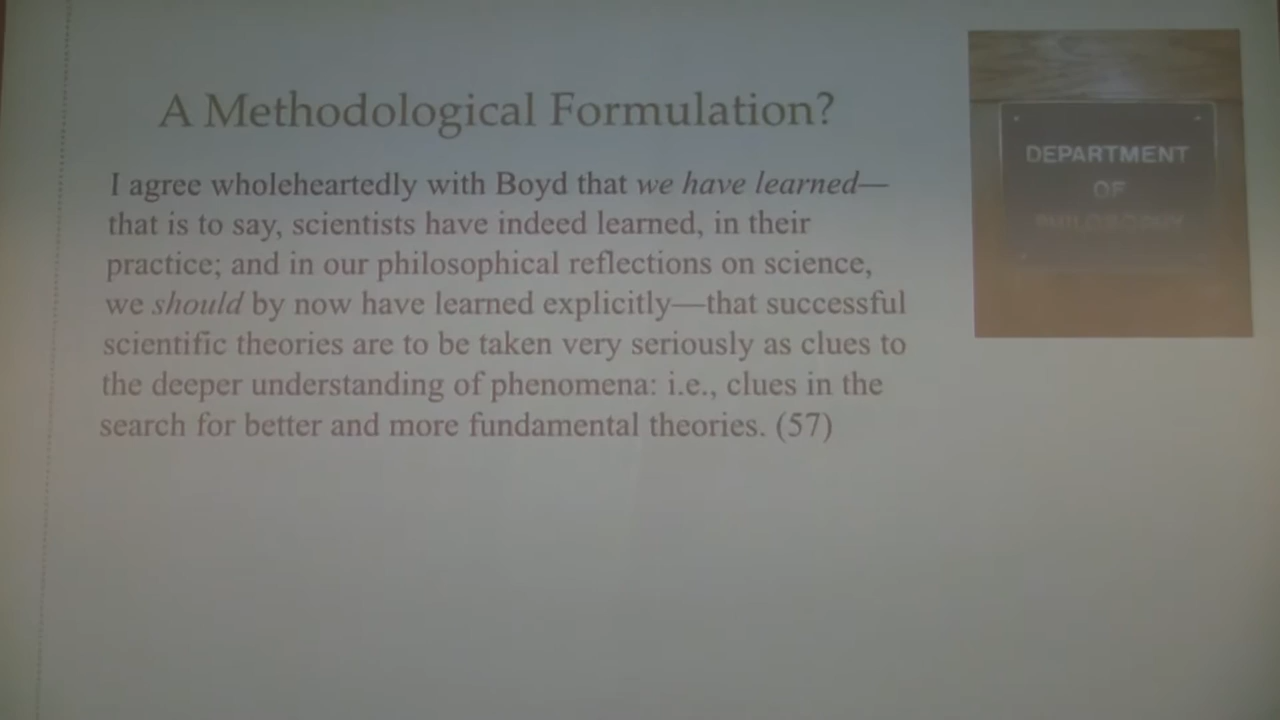 A Methodological Formulation?
I agree wholeheartedly with Boyd that we have learned—
that is to say, scientists have indeed learned, in their
practice; and in our philosophical reflections on science,
we should by now have learned explicitly—that successful
scientific theories are to be taken very seriously as clues to
the deeper understanding of phenomena: i.e., clues in the
search for better and more fundamental theories. (57)
DEPARTMENT
OF
PHILOSOPHY